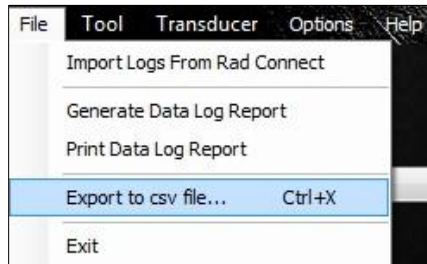 File Tool Transducer Options Help
Import Logs From Rad Connect
Generate Data Log Report
Print Data Log Report
Export to csv file... Ctrl+X
Exit